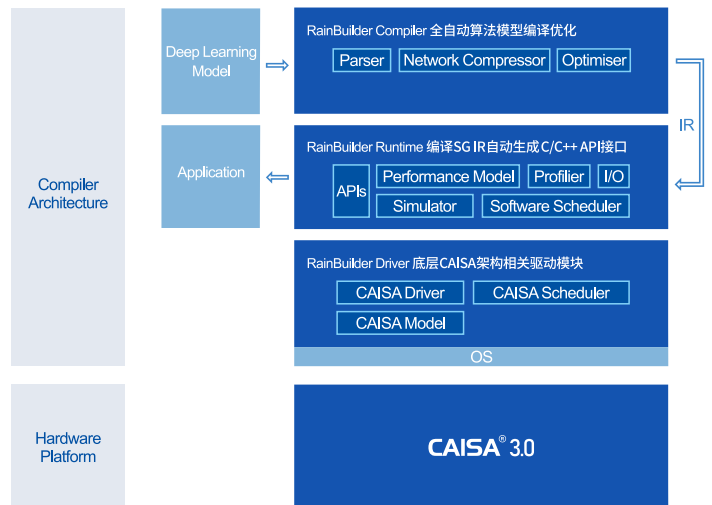 Deep Learning
Model
RainBuilder Compiler 全自动算法模型编译优化
Parser
Network Compressor
Optimiser
IR
Application
RainBuilder Runtime 编译SG IR自动生成C/C++ API接口
APIs
Performance Model
Profilier
I/O
Simulator
Software Scheduler
Compiler
Architecture
RainBuilder Driver 底层CAISA架构相关驱动模块
CAISA Driver
CAISA Scheduler
CAISA Model
OS
Hardware
Platform
CAISA® 3.0